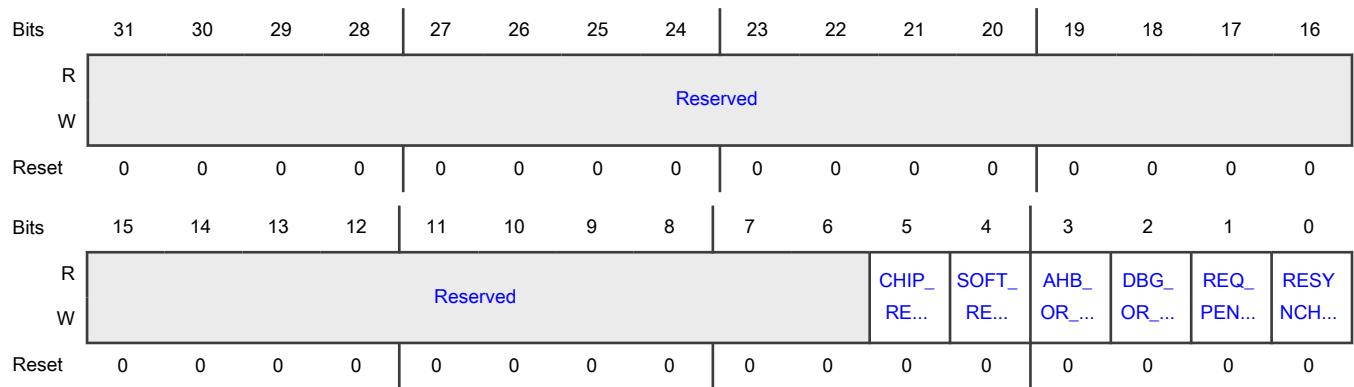 Bits 31 30 29 28 27 26 25 24 23 22 21 20 19 18 17 16
R
Reserved
W
Reset 0 0 0 0 0 0 0 0 0 0 0 0 0 0 0 0
Bits 15 14 13 12 11 10 9 8 7 6 5 4 3 2 1 0
R CHIP_ SOFT_ AHB_ DBG_ REQ_ RESY
Reserved
W RE... RE... OR_... OR_... PEN... NCH...
Reset 0 0 0 0 0 0 0 0 0 0 0 0 0 0 0 0